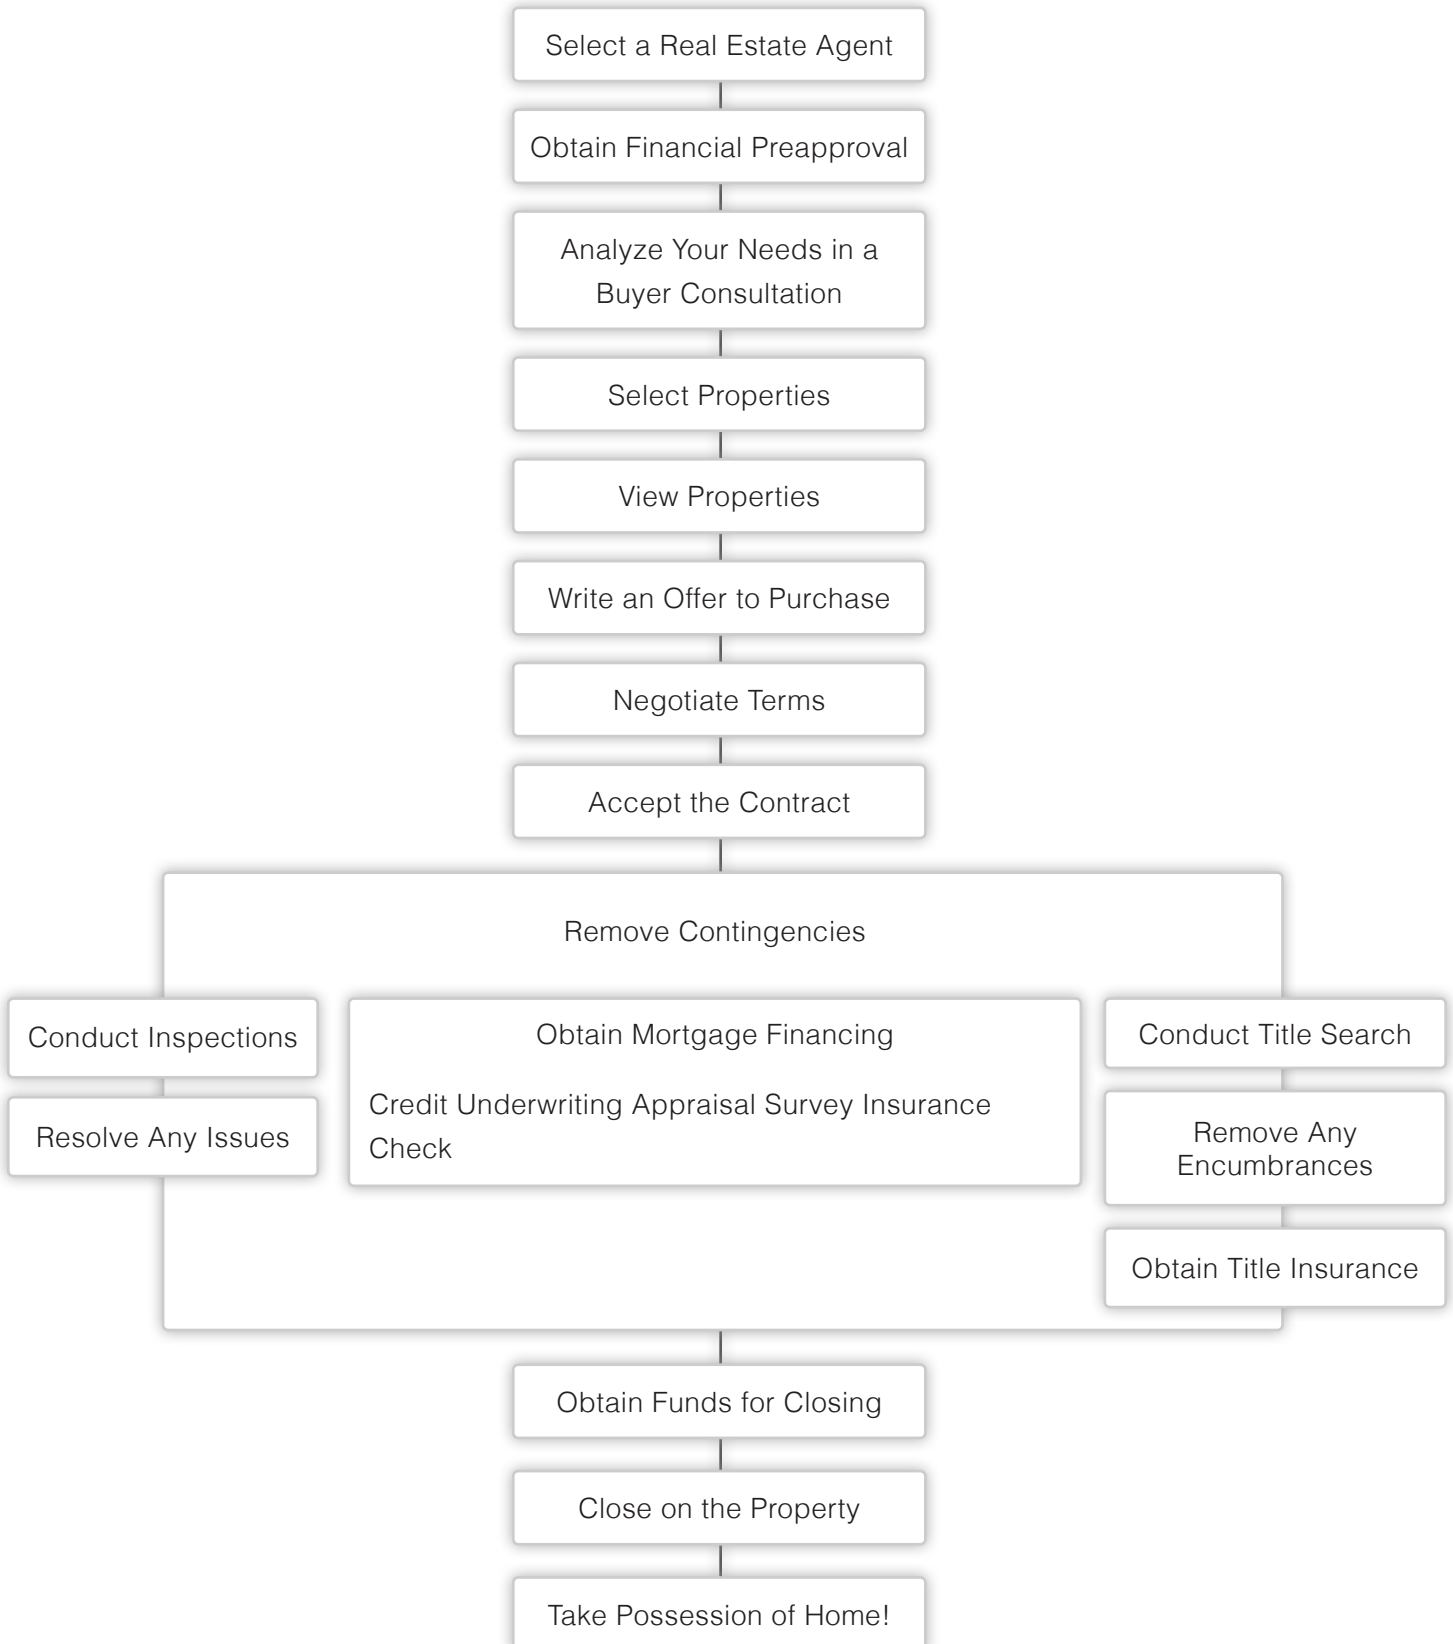 Select a Real Estate Agent
Obtain Financial Preapproval
Analyze Your Needs in a
Buyer Consultation
Select Properties
View Properties
Write an Offer to Purchase
Negotiate Terms
Accept the Contract
Remove Contingencies
Conduct Inspections
Resolve Any Issues
Obtain Mortgage Financing
Credit Underwriting Appraisal Survey Insurance
Check
Conduct Title Search
Remove Any
Encumbrances
Obtain Title Insurance
Obtain Funds for Closing
Close on the Property
Take Possession of Home!